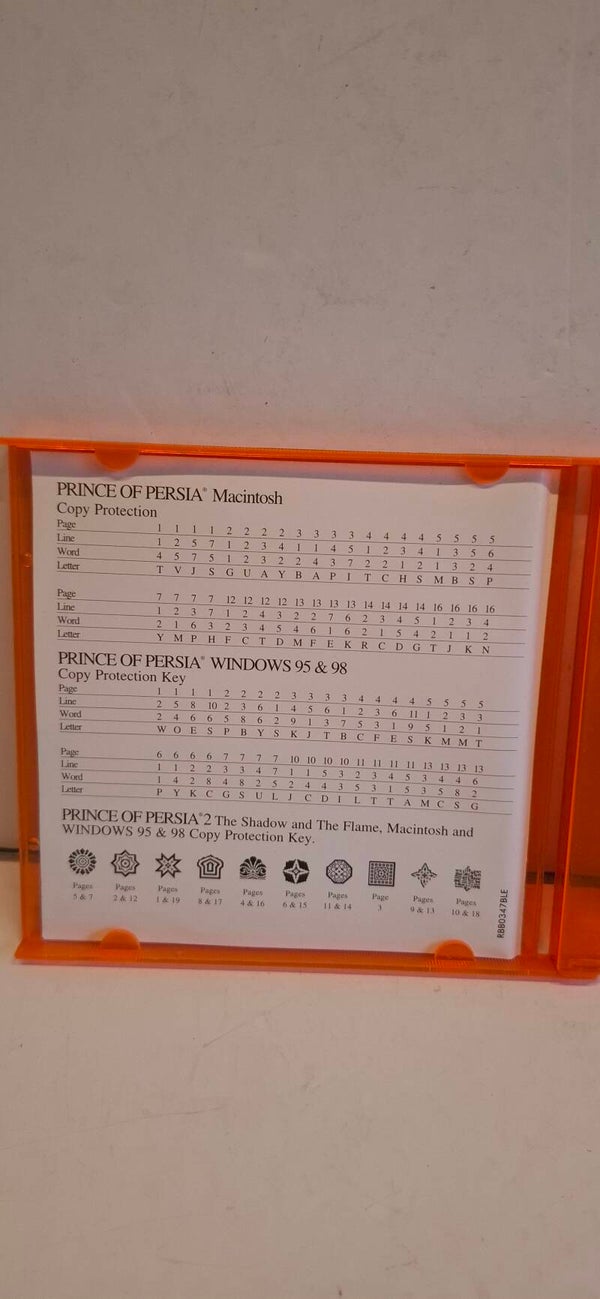 PRINCE OF PERSIA® Macintosh
Copy Protection
Page 1 1 1 1 2 2 2 2 3 3 3 3 4 4 4 4 5 5 5 5
Line 1 2 5 7 1 2 3 4 1 1 4 5 1 2 3 4 1 3 5 6
Word 4 5 7 5 1 2 3 2 2 4 3 7 2 2 1 2 1 3 2 4
Letter T V J S G U A Y B A P I T C H S M B S P
Page 7 7 7 7 12 12 12 12 13 13 13 13 14 14 14 14 16 16 16 16
Line 1 2 3 7 1 2 4 3 2 2 7 6 2 3 4 5 1 2 3 4
Word 2 1 6 3 2 3 4 5 4 6 1 6 2 1 5 4 2 1 1 2
Letter Y M P H F C T D M F E K R C D G T J K N
PRINCE OF PERSIA® WINDOWS 95 & 98
Copy Protection Key
Page 1 1 1 1 2 2 2 2 3 3 3 3 4 4 4 4 5 5 5 5
Line 2 5 8 10 2 3 6 1 4 5 6 1 2 3 6 11 1 2 3 3
Word 2 4 6 6 5 8 6 2 9 1 3 7 5 3 1 9 5 1 2 1
Letter W O E S P B Y S K J T B C F E S K M M T
Page 6 6 6 6 7 7 7 7 10 10 10 10 11 11 11 11 13 13 13 13
Line 1 1 2 2 3 3 4 7 1 1 5 3 2 3 4 5 3 4 4 6
Word 1 4 2 8 4 8 2 5 2 4 4 3 5 3 1 5 3 5 8 2
Letter P Y K C G S U L J C D I L T T A M C S G
PRINCE OF PERSIA®2 The Shadow and The Flame, Macintosh and
WINDOWS 95 & 98 Copy Protection Key.
Pages Pages Pages Pages Pages Pages Pages Page Pages Pages
5 & 7 2 & 12 1 & 19 8 & 17 4 & 16 6 & 15 11 & 14 3 9 & 13 10 & 18
RBB0347BLE